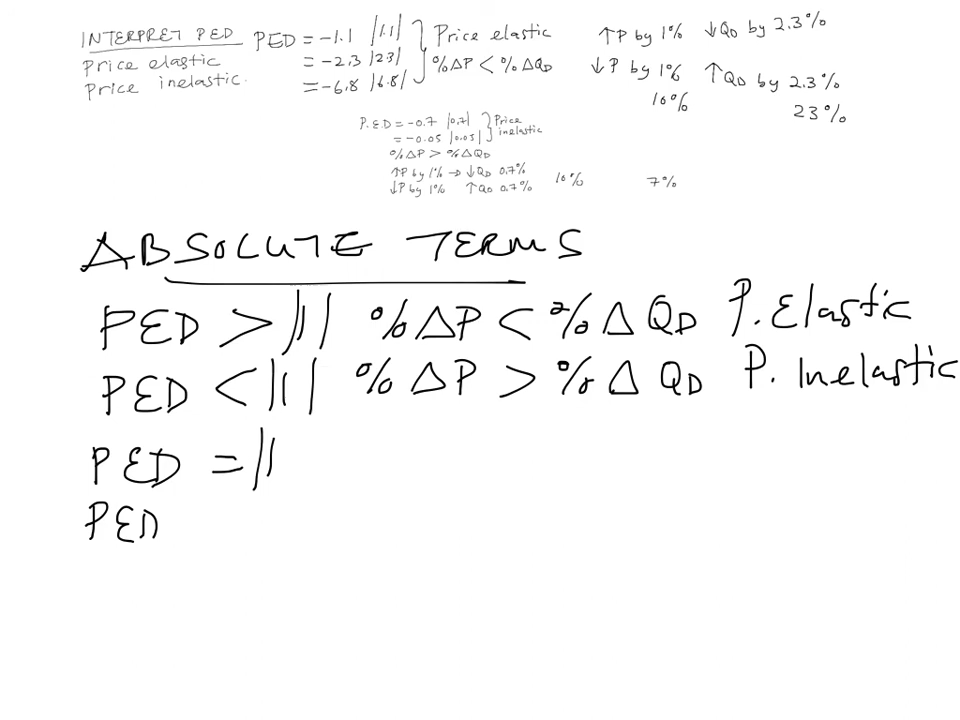 INTERPRET PED PED = -1.1 |1.1| } Price elastic ↑P by 1% ↓QD by 2.3%
Price elastic = -2.3 |2.3| %ΔP < %ΔQD ↓P by 1% ↑QD by 2.3%
Price inelastic = -6.8 |6.8| 10% 23%
P.E.D = -0.7 |0.7| } Price
= -0.05 |0.05| inelastic
%ΔP > %ΔQD
↑P by 1% → ↓QD 0.7%
↓P by 1% ↑QD 0.7% 10% 7%
ABSOLUTE TERMS
PED > |1| %ΔP < %ΔQD P. Elastic
PED < |1| %ΔP > %ΔQD P. Inelastic
PED = |1
PED